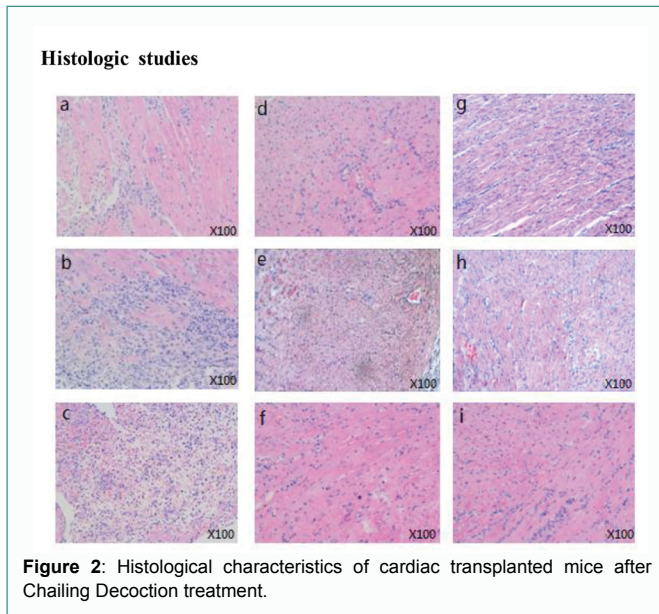 Histologic studies
a d g
X100 X100 X100
b e h
X100 X100 X100
c f i
X100 X100 X100
Figure 2: Histological characteristics of cardiac transplanted mice after
Chailing Decoction treatment.